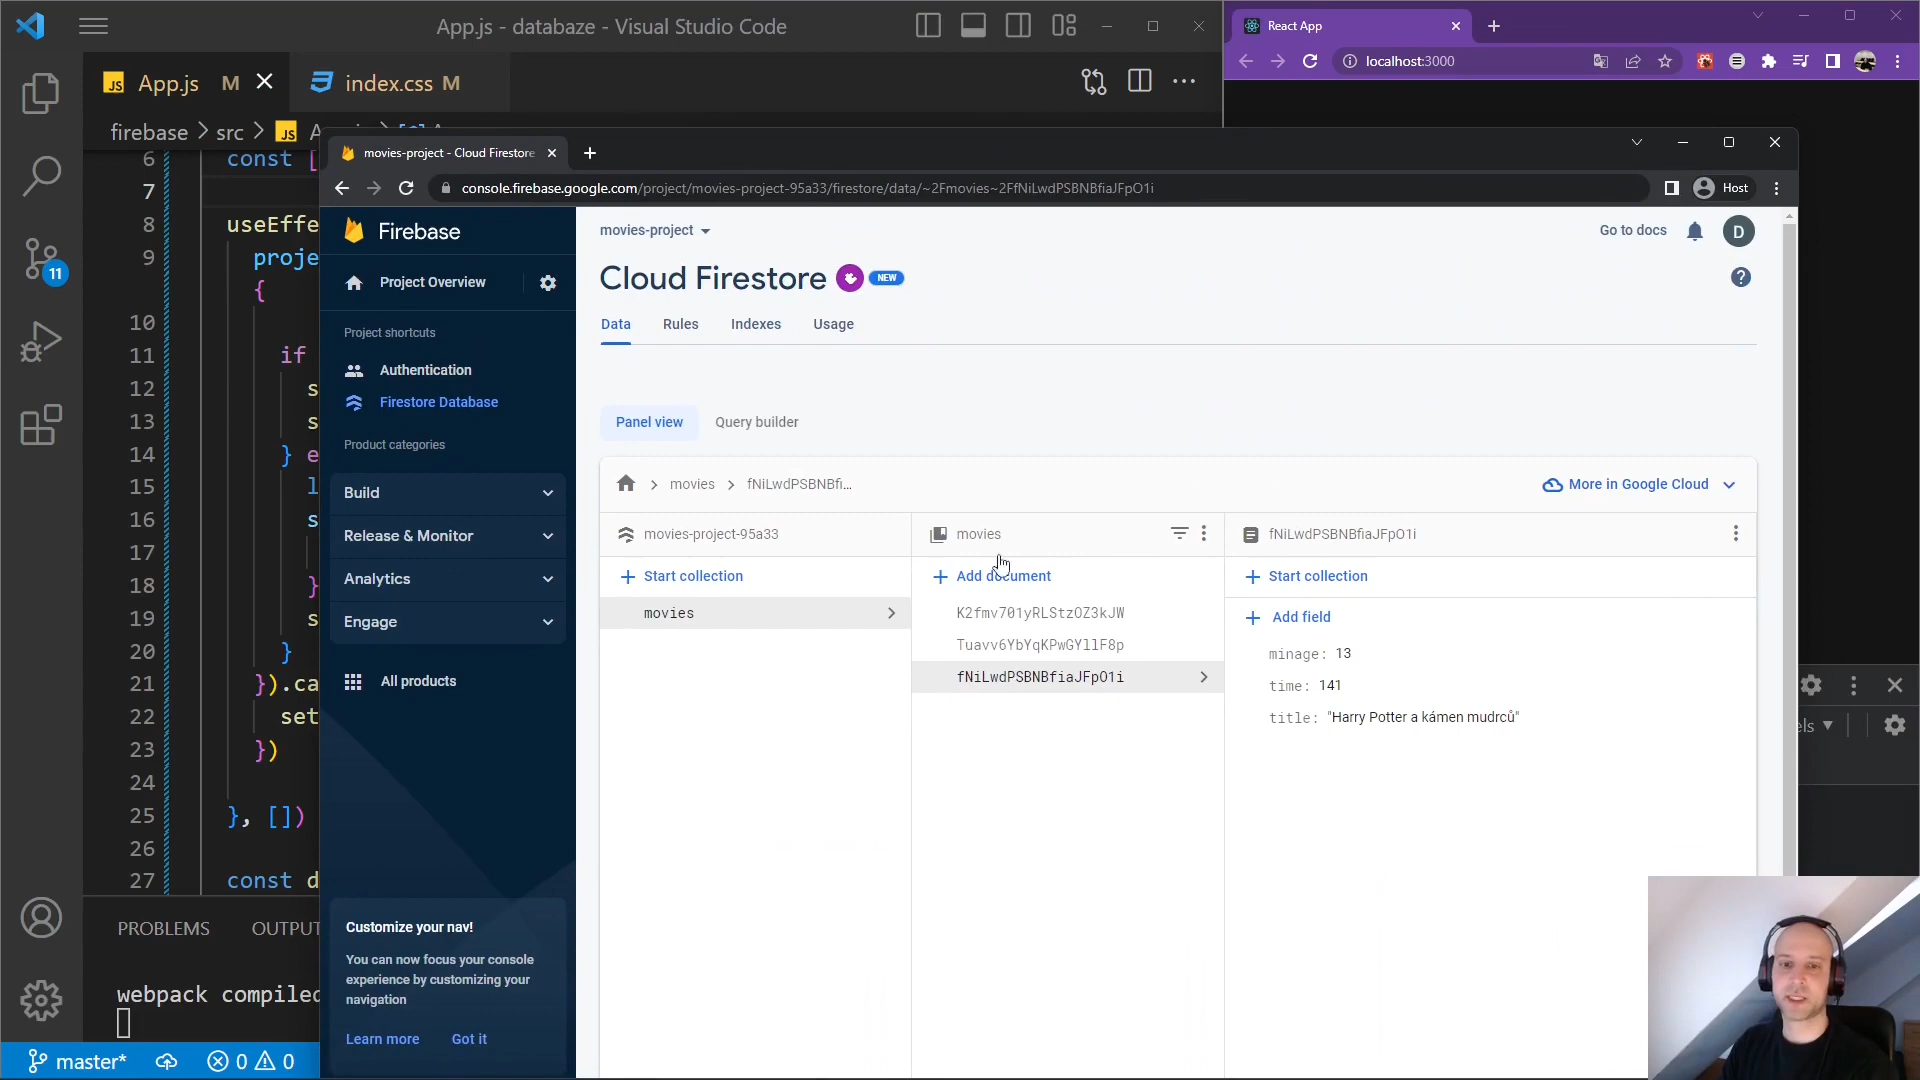 App.js - databaze - Visual Studio Code
React App
App.js M
index.css M
localhost:3000
firebase > src > JS
movies-project - Cloud Firestore
console.firebase.google.com/project/movies-project-95a33/firestore/data/~2Fmovies~2FfNiLwdPSBNBfiaJFpO1i
Host
6 const [
7
8 useEffe
9 proje
{
10
11 if
12 s
13 s
14 } e
15 l
16 s
17
18 }
19 s
20 }
21 }).ca
22 set
23 })
24
25 }, [])
26
27 const d
Firebase
Project Overview
Project shortcuts
Authentication
Firestore Database
Product categories
Build
Release & Monitor
Analytics
Engage
All products
Customize your nav!
You can now focus your console
experience by customizing your
navigation
Learn more Got it
movies-project
Go to docs
D
Cloud Firestore NEW
Data Rules Indexes Usage
Panel view Query builder
movies > fNiLwdPSBNBfi...
More in Google Cloud
movies-project-95a33
Start collection
movies
movies
Add document
K2fmv701yRLStzOZ3kJW
Tuavv6YbYqKPwGYllF8p
fNiLwdPSBNBfiaJFpO1i
fNiLwdPSBNBfiaJFpO1i
Start collection
Add field
minage: 13
time: 141
title: "Harry Potter a kámen mudrců"
els
PROBLEMS OUTPUT
webpack compiled
11
master* 0 0